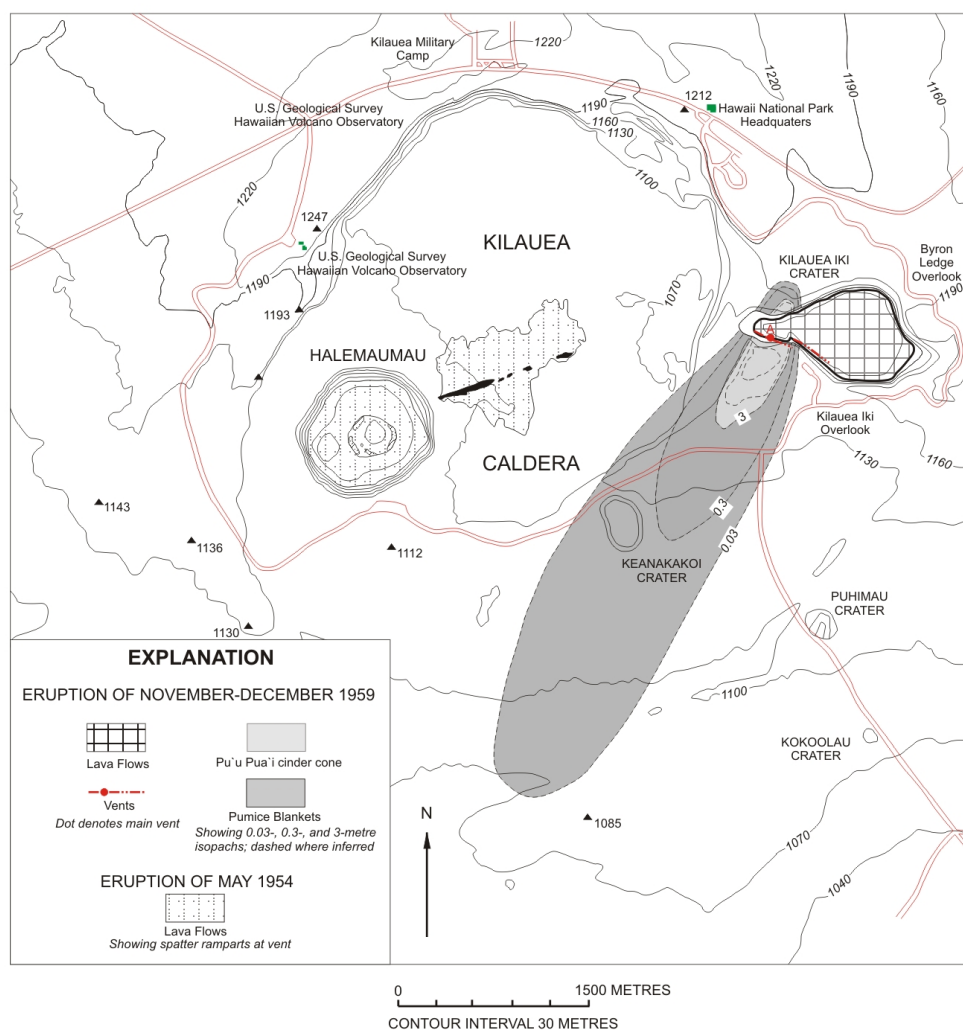 1220
Kilauea Military
Camp
1220
1190
1160
U.S. Geological Survey
Hawaiian Volcano Observatory
1190
1160
1130
1212
Hawaii National Park
Headquaters
1100
1220
1247
KILAUEA
U.S. Geological Survey
Hawaiian Volcano Observatory
KILAUEA IKI
CRATER
Byron
Ledge
Overlook
1190
1190
1070
1193
A
HALEMAUMAU
3
Kilauea Iki
Overlook
CALDERA
1130
1160
1143
0.3
0.03
1136
1112
KEANAKAKOI
CRATER
PUHIMAU
CRATER
1130
1100
EXPLANATION
ERUPTION OF NOVEMBER-DECEMBER 1959
Lava Flows
Pu`u Pua`i cinder cone
Vents
Dot denotes main vent
Pumice Blankets
Showing 0.03-, 0.3-, and 3-metre
isopachs; dashed where inferred
ERUPTION OF MAY 1954
Lava Flows
Showing spatter ramparts at vent
KOKOOLAU
CRATER
N
1085
1070
1040
0
1500 METRES
CONTOUR INTERVAL 30 METRES